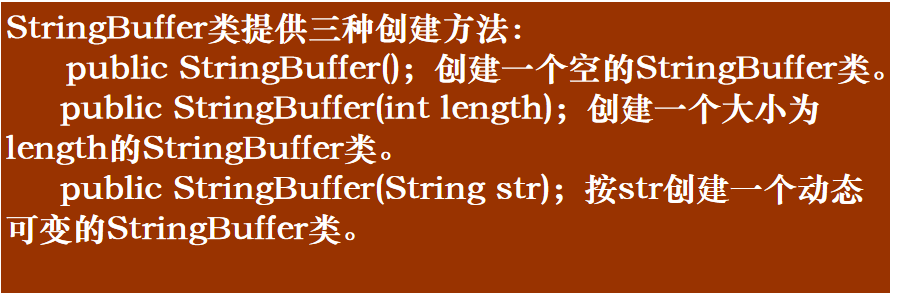 StringBuffer类提供三种创建方法：
public StringBuffer()；创建一个空的StringBuffer类。
public StringBuffer(int length)；创建一个大小为
length的StringBuffer类。
public StringBuffer(String str)；按str创建一个动态
可变的StringBuffer类。